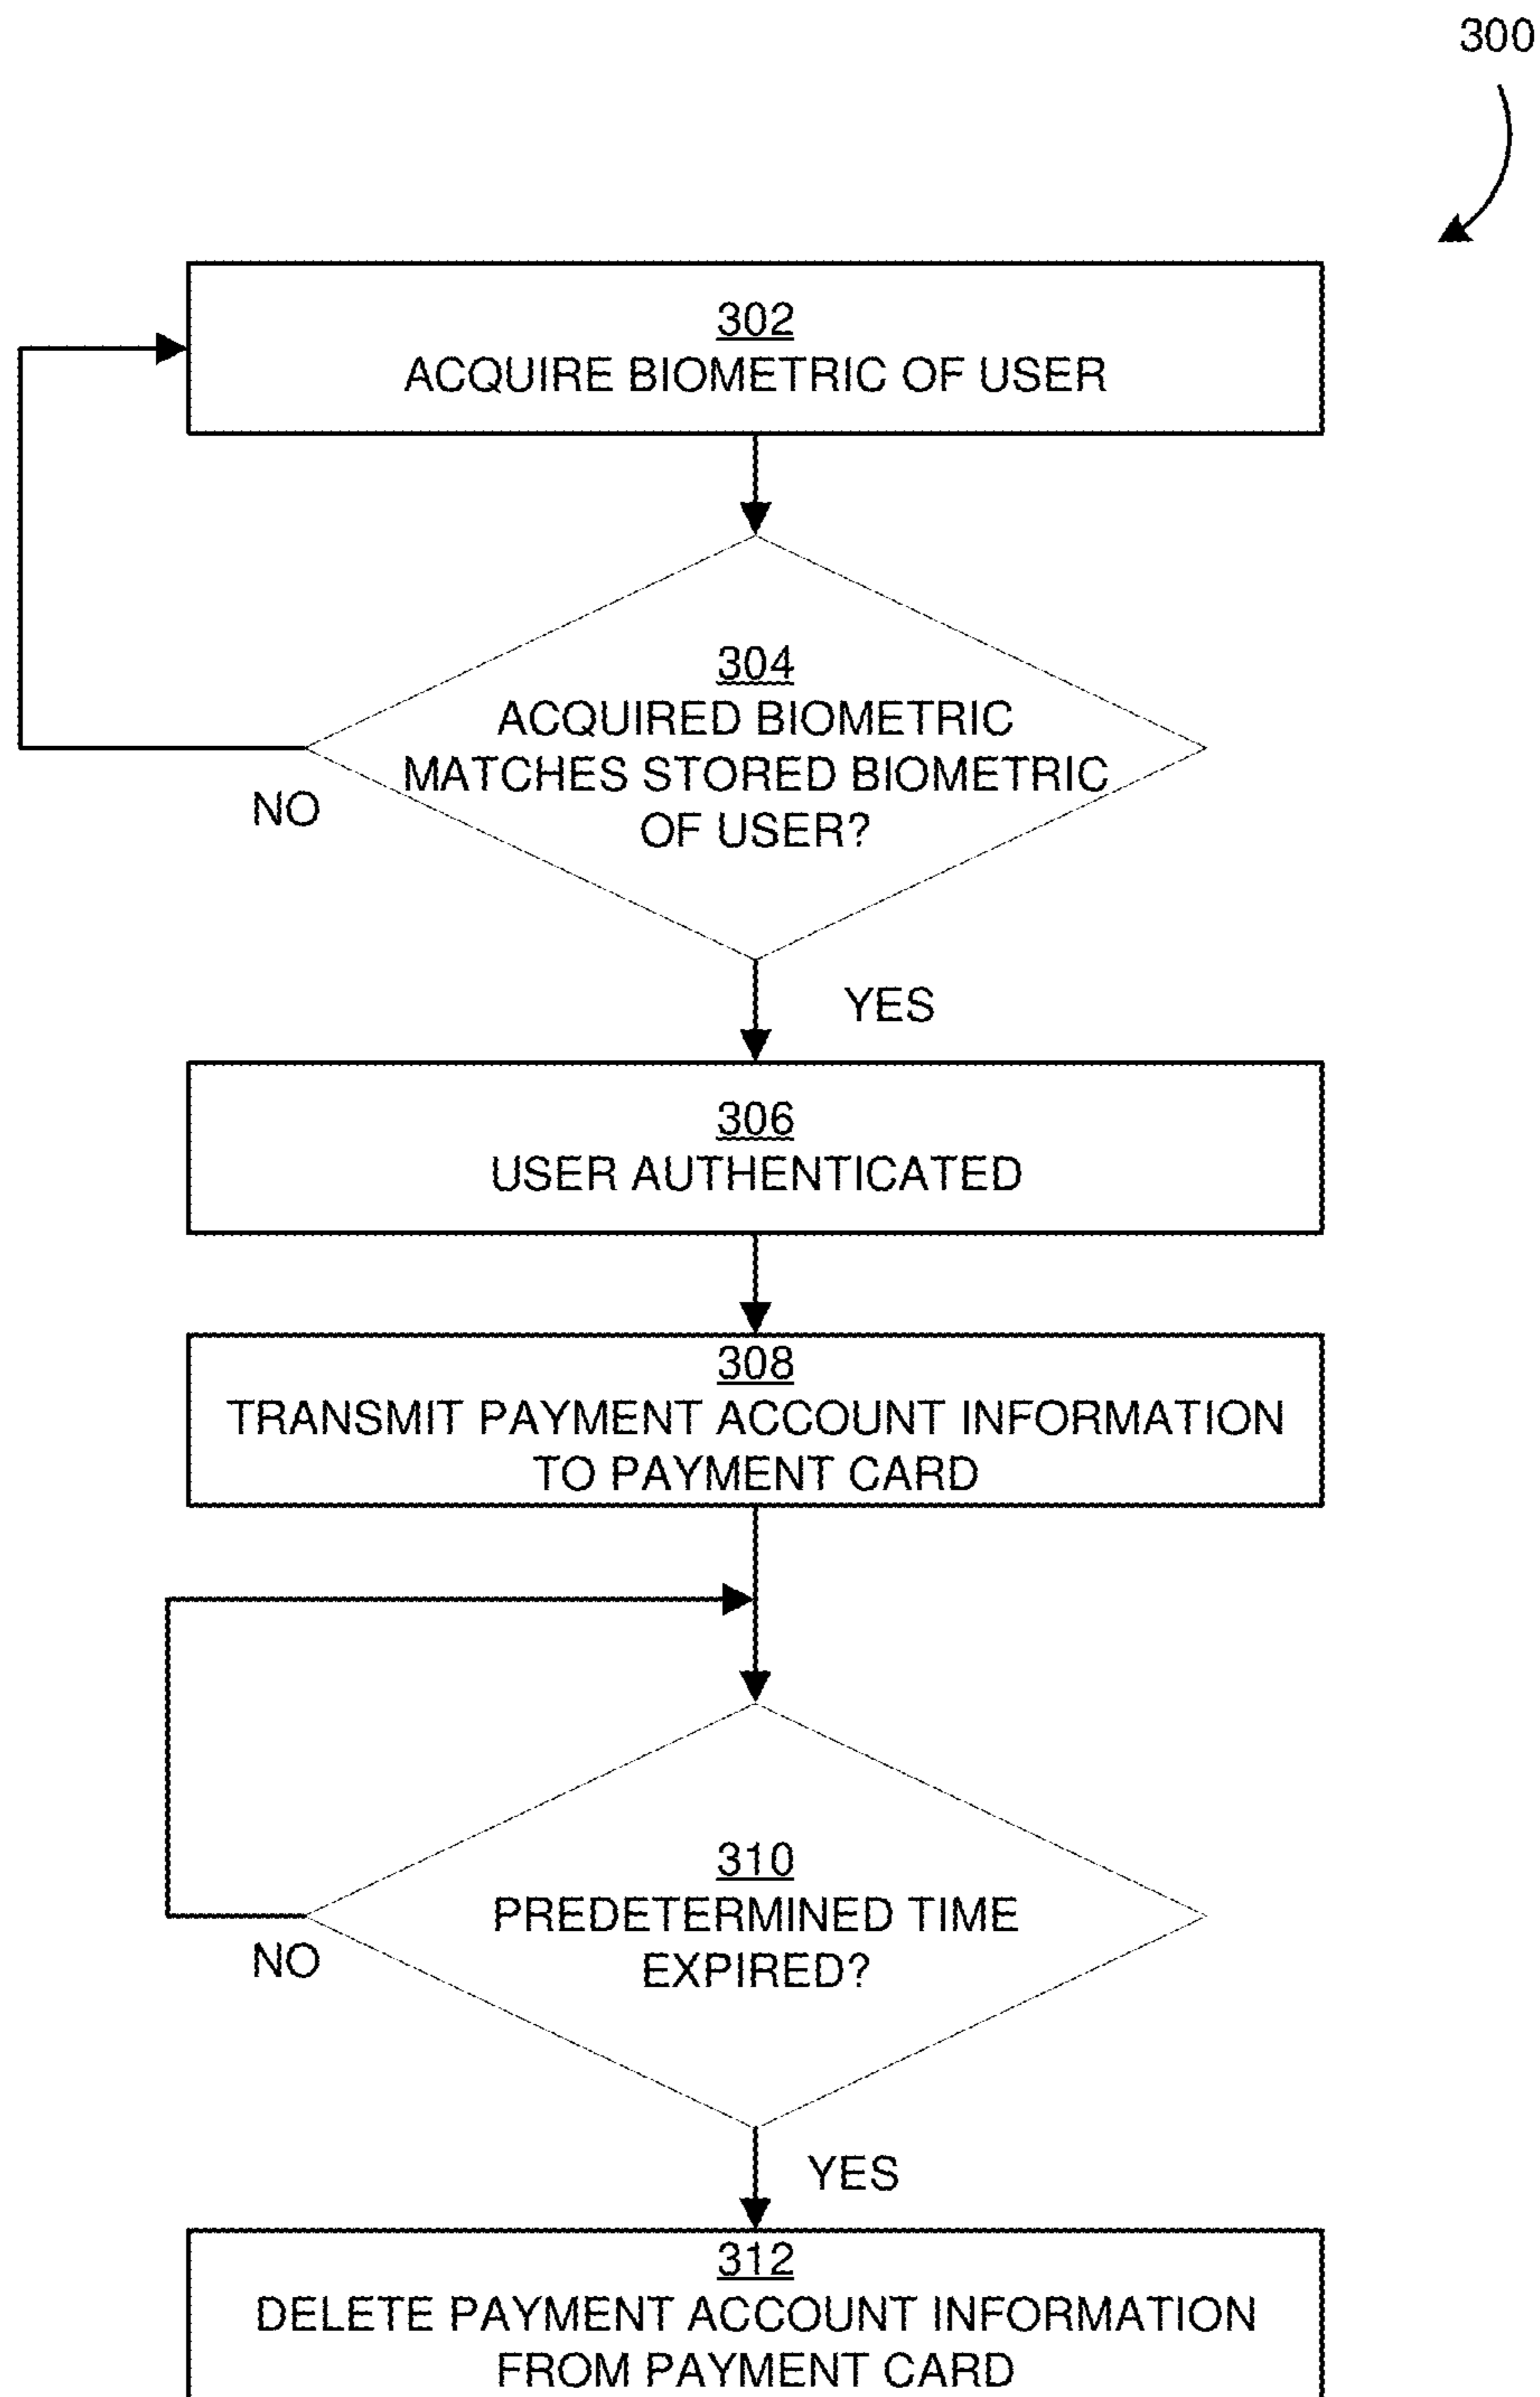 300
302
ACQUIRE BIOMETRIC OF USER
304
ACQUIRED BIOMETRIC
MATCHES STORED BIOMETRIC
OF USER?
NO
YES
306
USER AUTHENTICATED
308
TRANSMIT PAYMENT ACCOUNT INFORMATION
TO PAYMENT CARD
310
PREDETERMINED TIME
EXPIRED?
NO
YES
312
DELETE PAYMENT ACCOUNT INFORMATION
FROM PAYMENT CARD